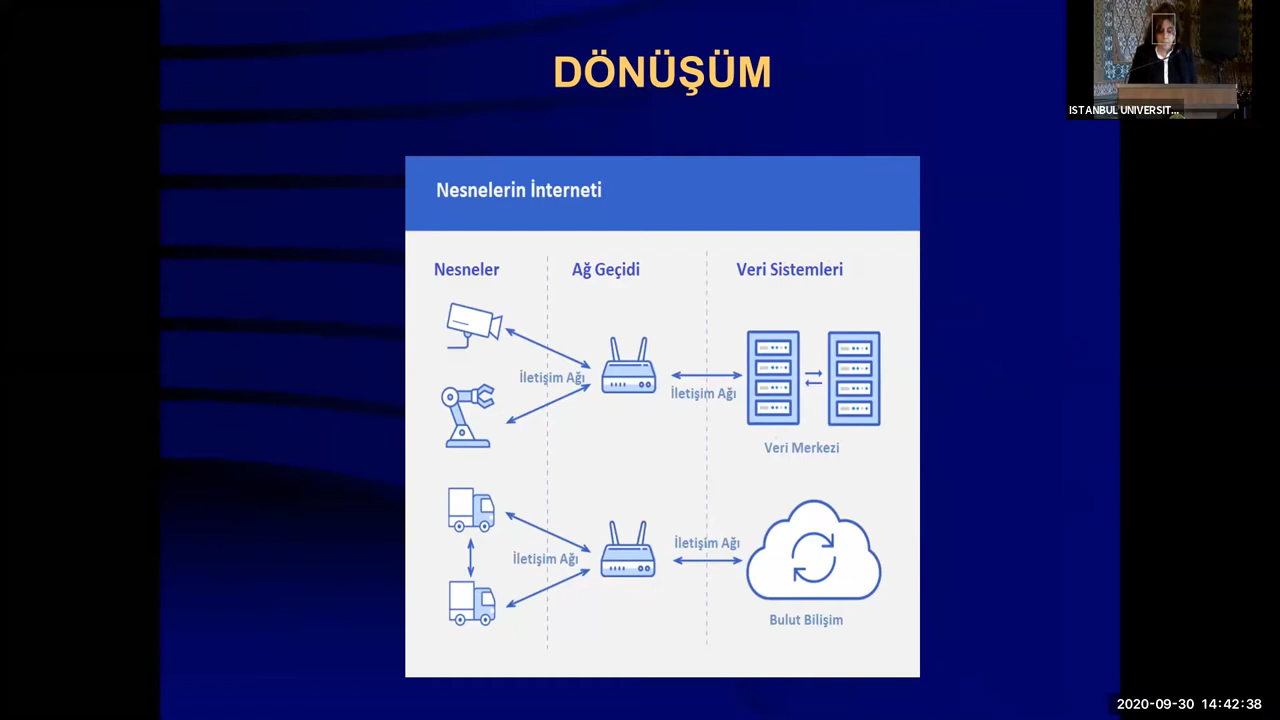 DÖNÜŞÜM
ISTANBUL UNIVERSIT...
Nesnelerin İnterneti
Nesneler
Ağ Geçidi
Veri Sistemleri
İletişim Ağı
İletişim Ağı
Veri Merkezi
İletişim Ağı
İletişim Ağı
Bulut Bilişim
2020-09-30 14:42:38